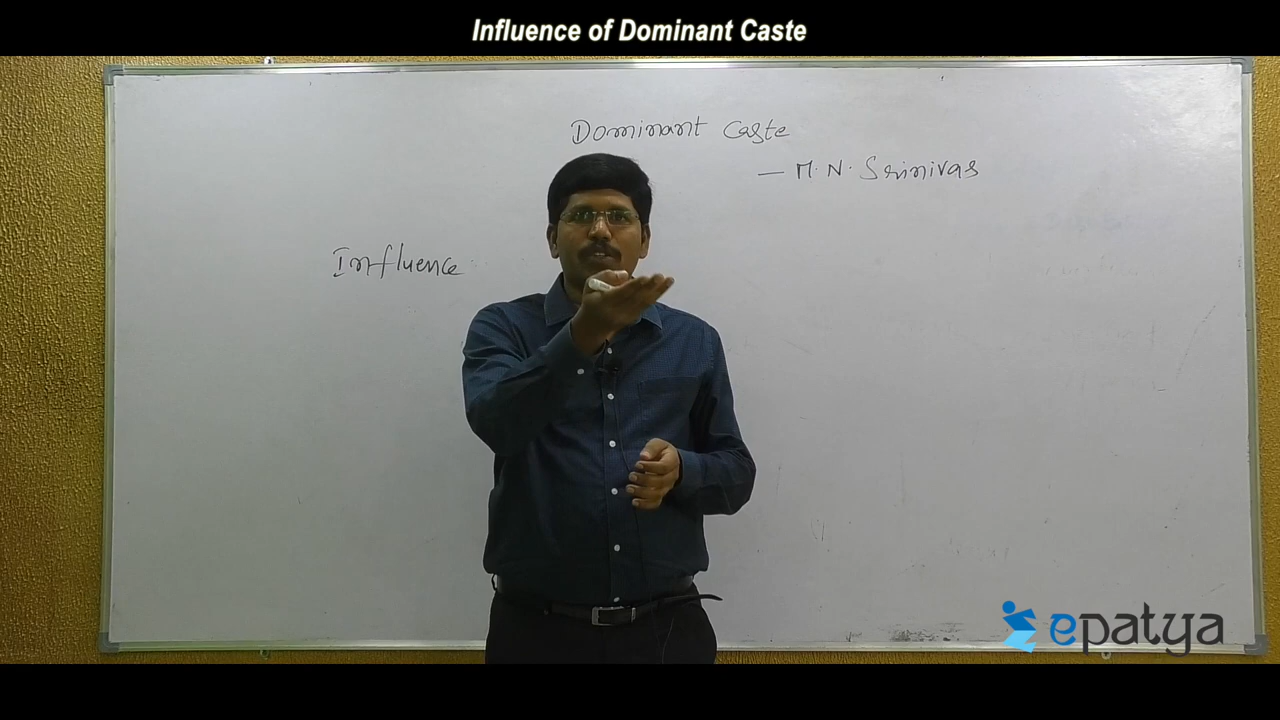 Influence of Dominant Caste
Dominant Caste
— M. N. Srinivas
Influence
epatya